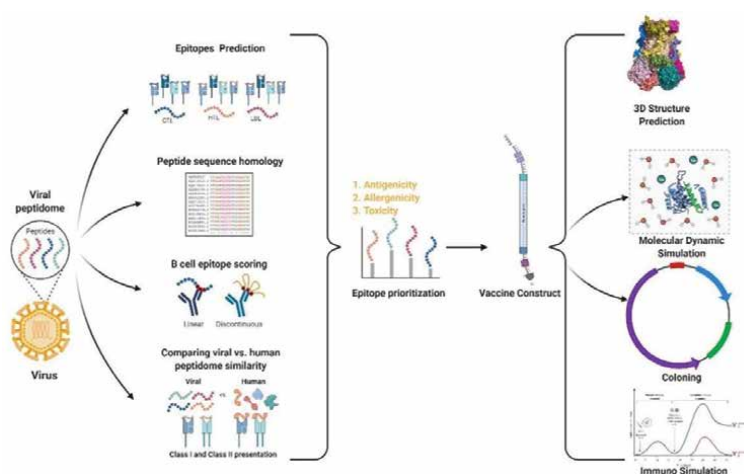 Epitopes Prediction
CTL
HTL
LBL
Peptide sequence homology
Viral
peptidome
Peptides
Virus
B cell epitope scoring
Linear
Discontinuous
Comparing viral vs. human
peptidome similarity
Viral
vs
Human
Class I and Class II presentation
1. Antigenicity
2. Allergenicity
3. Toxicity
Epitope prioritization
Vaccine Construct
3D Structure
Prediction
Molecular Dynamic
Simulation
Coloning
Immuno Simulation